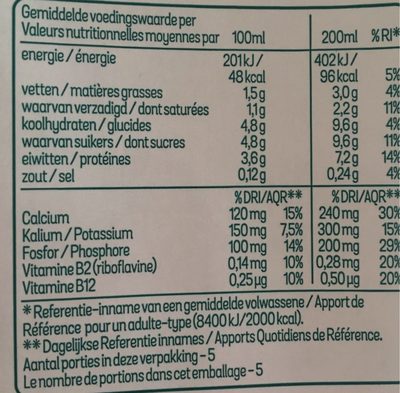 Gemiddelde voedingswaarde per
Valeurs nutritionnelles moyennes par 100ml 200ml %RI*
energie / énergie 201kJ / 402kJ /
48kcal 96kcal 5%
vetten / matières grasses 1,5g 3,0g 4%
waarvan verzadigd / dont saturées 1,1g 2,2g 11%
koolhydraten / glucides 4,8g 9,6g 4%
waarvan suikers / dont sucres 4,8g 9,6g 11%
eiwitten / protéines 3,6g 7,2g 14%
zout / sel 0,12g 0,24g 4%
%DRI/AQR** %DRI/AQR**
Calcium 120mg 15% 240mg 30%
Kalium / Potassium 150mg 7,5% 300mg 15%
Fosfor / Phosphore 100mg 14% 200mg 29%
Vitamine B2 (riboflavine) 0,14mg 10% 0,28mg 20%
Vitamine B12 0,25µg 10% 0,50µg 20%
* Referentie-inname van een gemiddelde volwassene / Apport de
Référence pour un adulte-type (8400kJ/2000kcal).
** Dagelijkse Referentie innames / Apports Quotidiens de Référence.
Aantal porties in deze verpakking - 5
Le nombre de portions dans cet emballage - 5